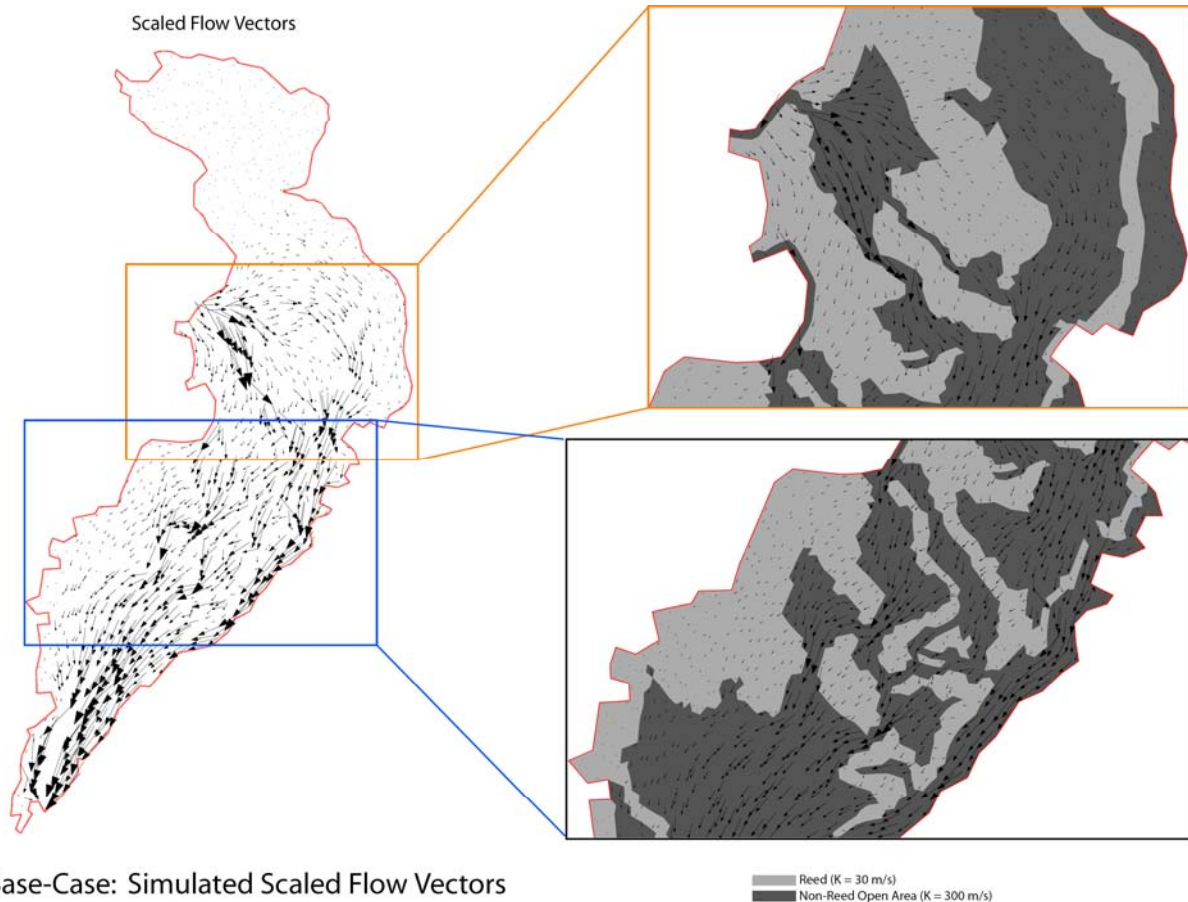 Scaled Flow Vectors
ase-Case: Simulated Scaled Flow Vectors
Reed (K = 30 m/s)
Non-Reed Open Area (K = 300 m/s)